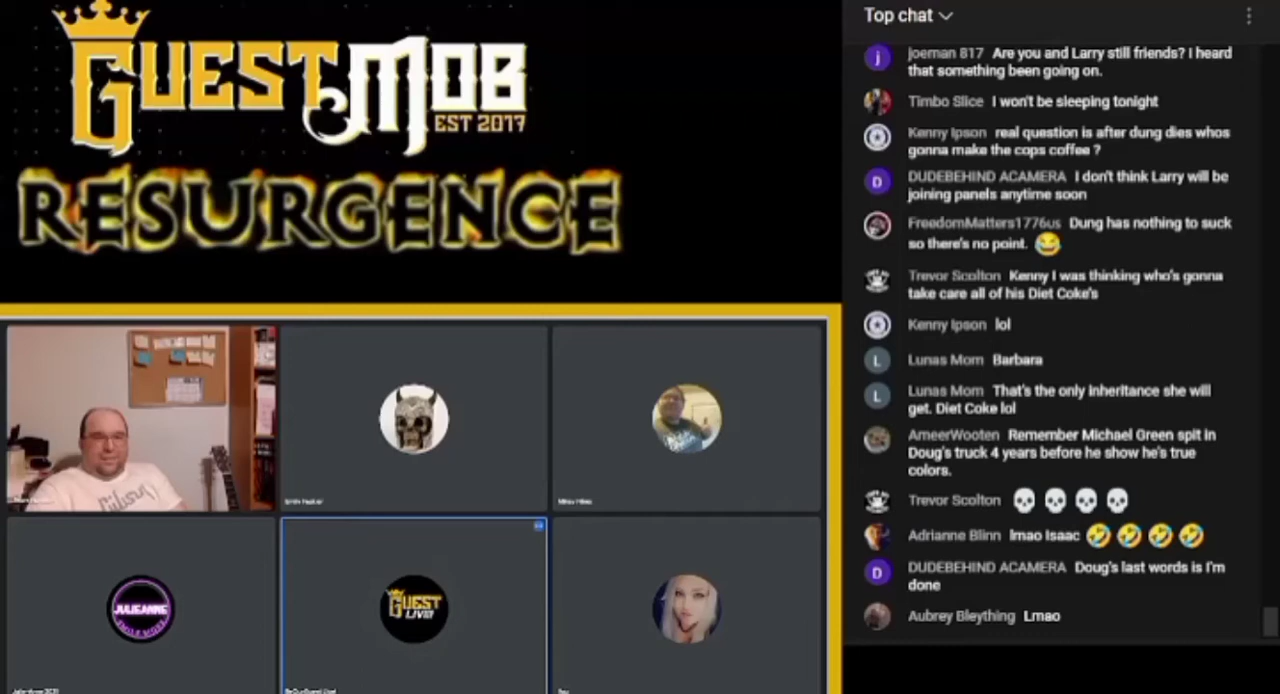 GUEST MOB
EST 2017
RESURGENCE
Gibson
JULIEANNE
SMILE MORE
GUEST
LIVE!!
Top chat
joeman 817 Are you and Larry still friends? I heard
that something been going on.
Timbo Slice I won't be sleeping tonight
Kenny Ipson real question is after dung dies whos
gonna make the cops coffee ?
DUDEBEHIND ACAMERA I don't think Larry will be
joining panels anytime soon
FreedomMatters1776us Dung has nothing to suck
so there's no point. 😂
Trevor Scolton Kenny I was thinking who's gonna
take care all of his Diet Coke's
Kenny Ipson lol
Lunas Mom Barbara
Lunas Mom That's the only inheritance she will
get. Diet Coke lol
AmeerWooten Remember Michael Green spit in
Doug's truck 4 years before he show he's true
colors.
Trevor Scolton 💀 💀 💀 💀
Adrianne Blinn lmao Isaac 🤣 🤣 🤣 🤣
DUDEBEHIND ACAMERA Doug's last words is I'm
done
Aubrey Bleything Lmao